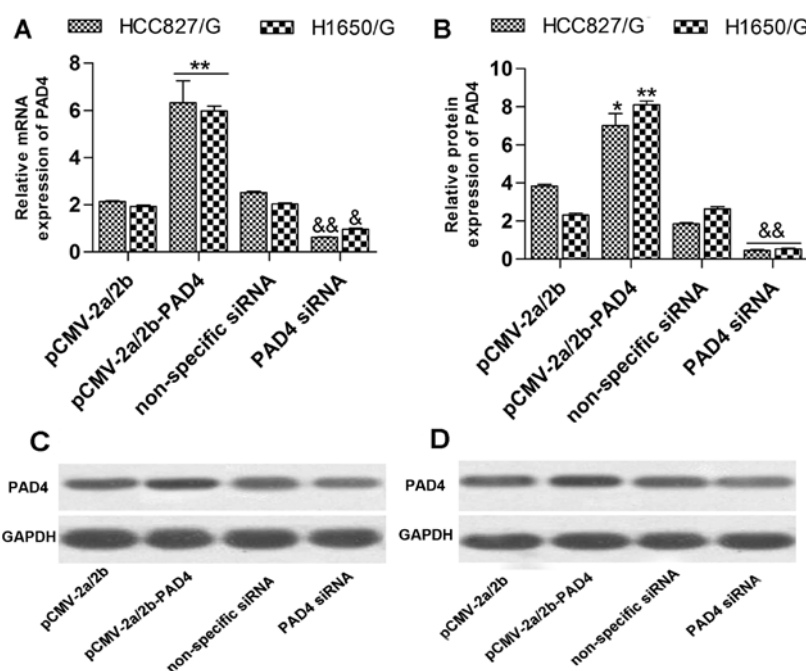 A
HCC827/G
H1650/G
Relative mRNA
expression of PAD4
8
6
4
2
0
**
&&
&
pCMV-2a/2b
pCMV-2a/2b-PAD4
non-specific siRNA
PAD4 siRNA
B
HCC827/G
H1650/G
Relative protein
expression of PAD4
10
8
6
4
2
0
*
**
&&
pCMV-2a/2b
pCMV-2a/2b-PAD4
non-specific siRNA
PAD4 siRNA
C
PAD4
GAPDH
pCMV-2a/2b
pCMV-2a/2b-PAD4
non-specific siRNA
PAD4 siRNA
D
PAD4
GAPDH
pCMV-2a/2b
pCMV-2a/2b-PAD4
non-specific siRNA
PAD4 siRNA